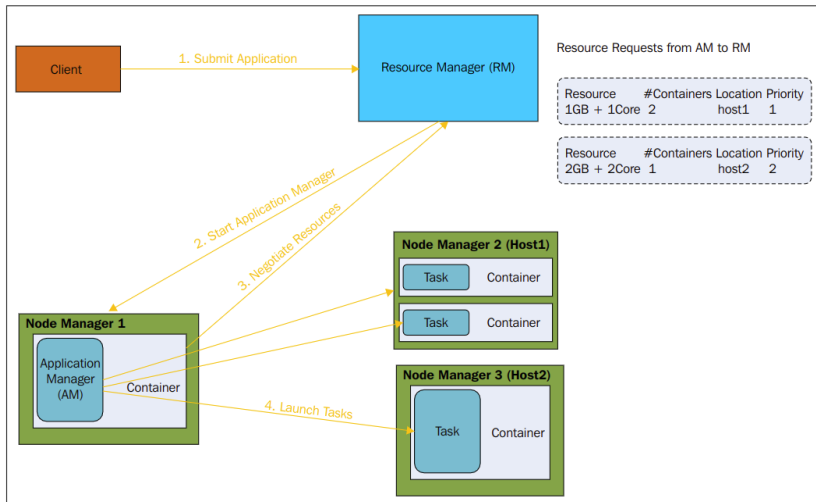 Client
1. Submit Application
Resource Manager (RM)
Resource Requests from AM to RM
Resource #Containers Location Priority
1GB + 1Core 2 host1 1
Resource #Containers Location Priority
2GB + 2Core 1 host2 2
2. Start Application Manager
3. Negotiate Resources
Node Manager 2 (Host1)
Task Container
Task Container
Node Manager 1
Application
Manager
(AM)
Container
4. Launch Tasks
Node Manager 3 (Host2)
Task Container